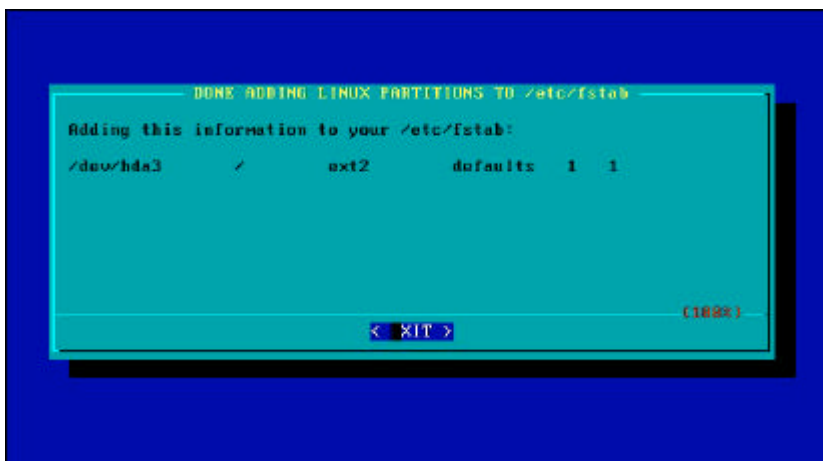 DONE ADDING LINUX PARTITIONS TO /etc/fstab
Adding this information to your /etc/fstab:
/dev/hda3 / ext2 defaults 1 1
(100%)
< EXIT >